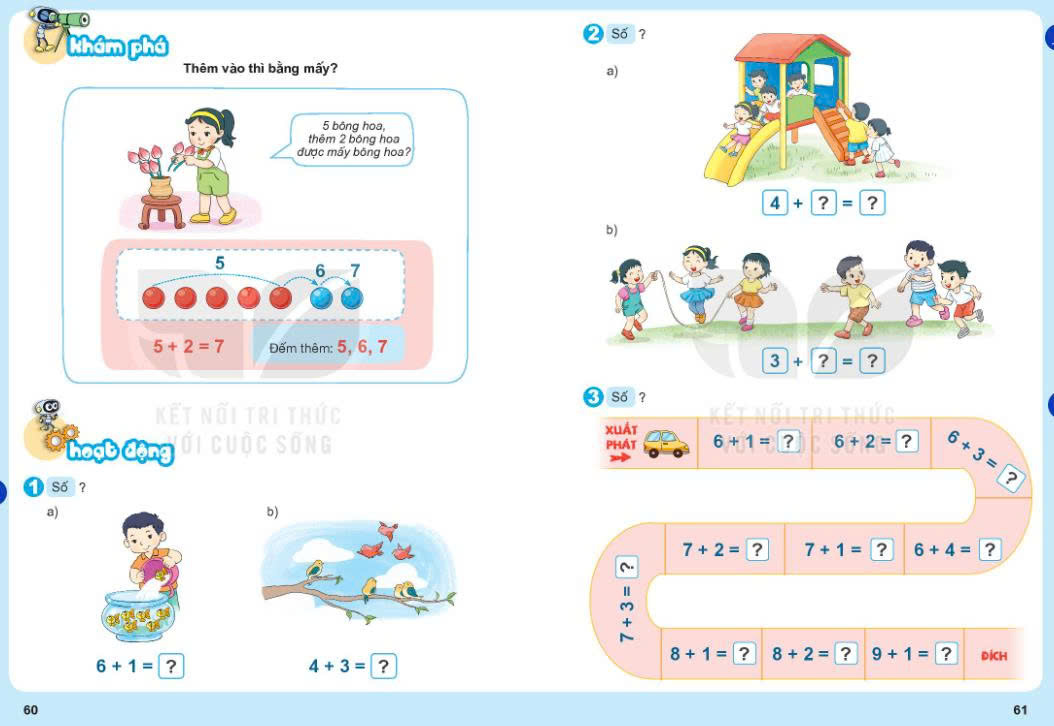 khám phá
Thêm vào thì bằng mấy?
5 bông hoa,
thêm 2 bông hoa
được mấy bông hoa?
5
6
7
5 + 2 = 7
Đếm thêm: 5, 6, 7
KẾT NỐI TRI THỨC
VỚI CUỘC SỐNG
hoạt động
1 Số ?
a)
6 + 1 = ?
b)
4 + 3 = ?
60
2 Số ?
a)
4 + ? = ?
b)
3 + ? = ?
3 Số ?
KẾT NỐI TRI THỨC
VỚI CUỘC SỐNG
XUẤT
PHÁT
6 + 1 = ?
6 + 2 = ?
6 + 3 = ?
6 + 4 = ?
7 + 1 = ?
7 + 2 = ?
7 + 3 = ?
8 + 1 = ?
8 + 2 = ?
9 + 1 = ?
ĐÍCH
61